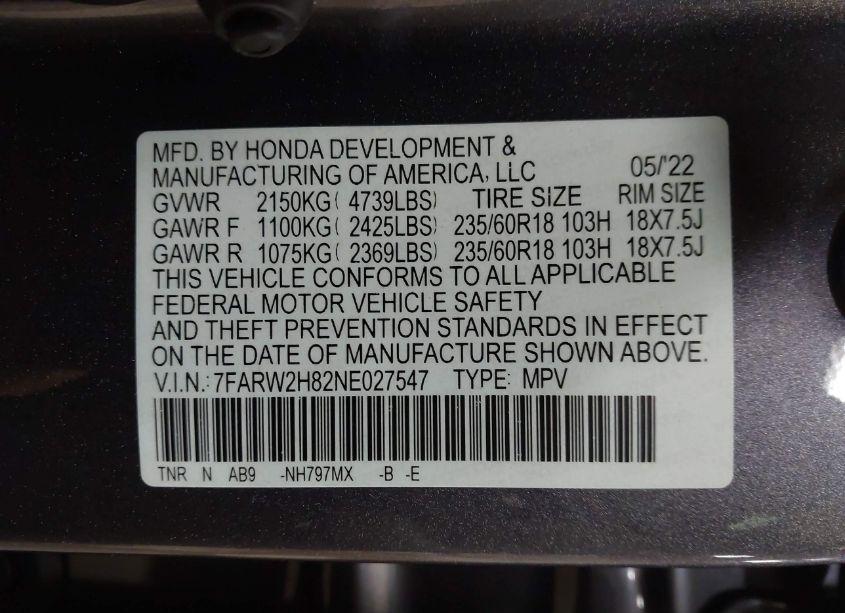 MFD. BY HONDA DEVELOPMENT &
MANUFACTURING OF AMERICA, LLC 05/'22
GVWR 2150KG( 4739LBS) TIRE SIZE RIM SIZE
GAWR F 1100KG( 2425LBS) 235/60R18 103H 18X7.5J
GAWR R 1075KG( 2369LBS) 235/60R18 103H 18X7.5J
THIS VEHICLE CONFORMS TO ALL APPLICABLE
FEDERAL MOTOR VEHICLE SAFETY
AND THEFT PREVENTION STANDARDS IN EFFECT
ON THE DATE OF MANUFACTURE SHOWN ABOVE.
V.I.N.: 7FARW2H82NE027547 TYPE: MPV
TNR N AB9 -NH797MX -B -E